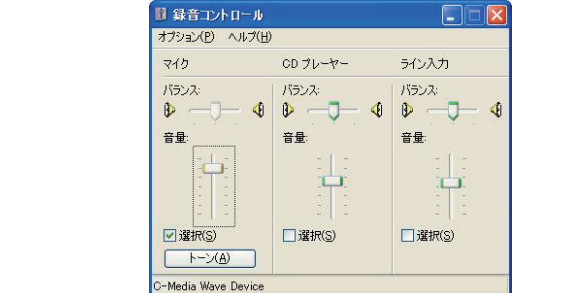 録音コントロール
オプション(P) ヘルプ(H)
マイク CD プレーヤー ライン入力
バランス: バランス: バランス:
音量: 音量: 音量:
選択(S) 選択(S) 選択(S)
トーン(A)
C-Media Wave Device